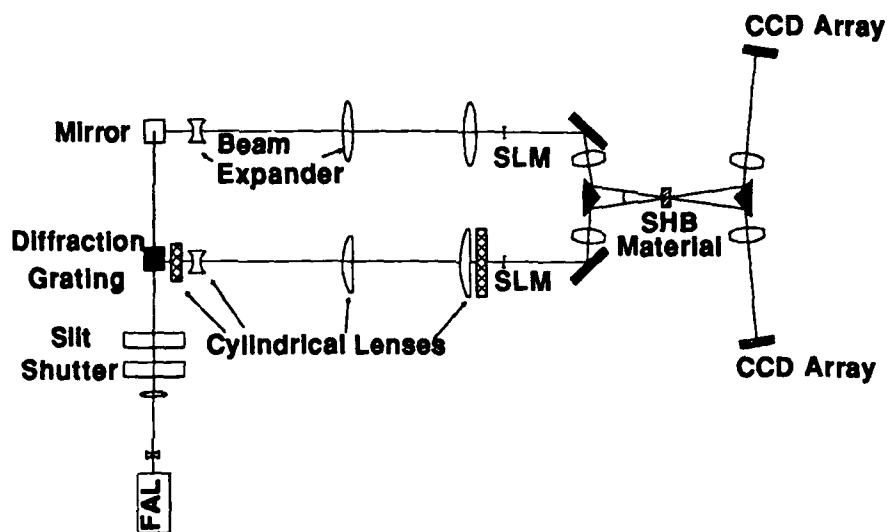 CCD Array
Mirror
Beam
Expander
SLM
SHB
Material
Diffraction
Grating
SLM
Slit
Shutter
Cylindrical Lenses
CCD Array
FAL